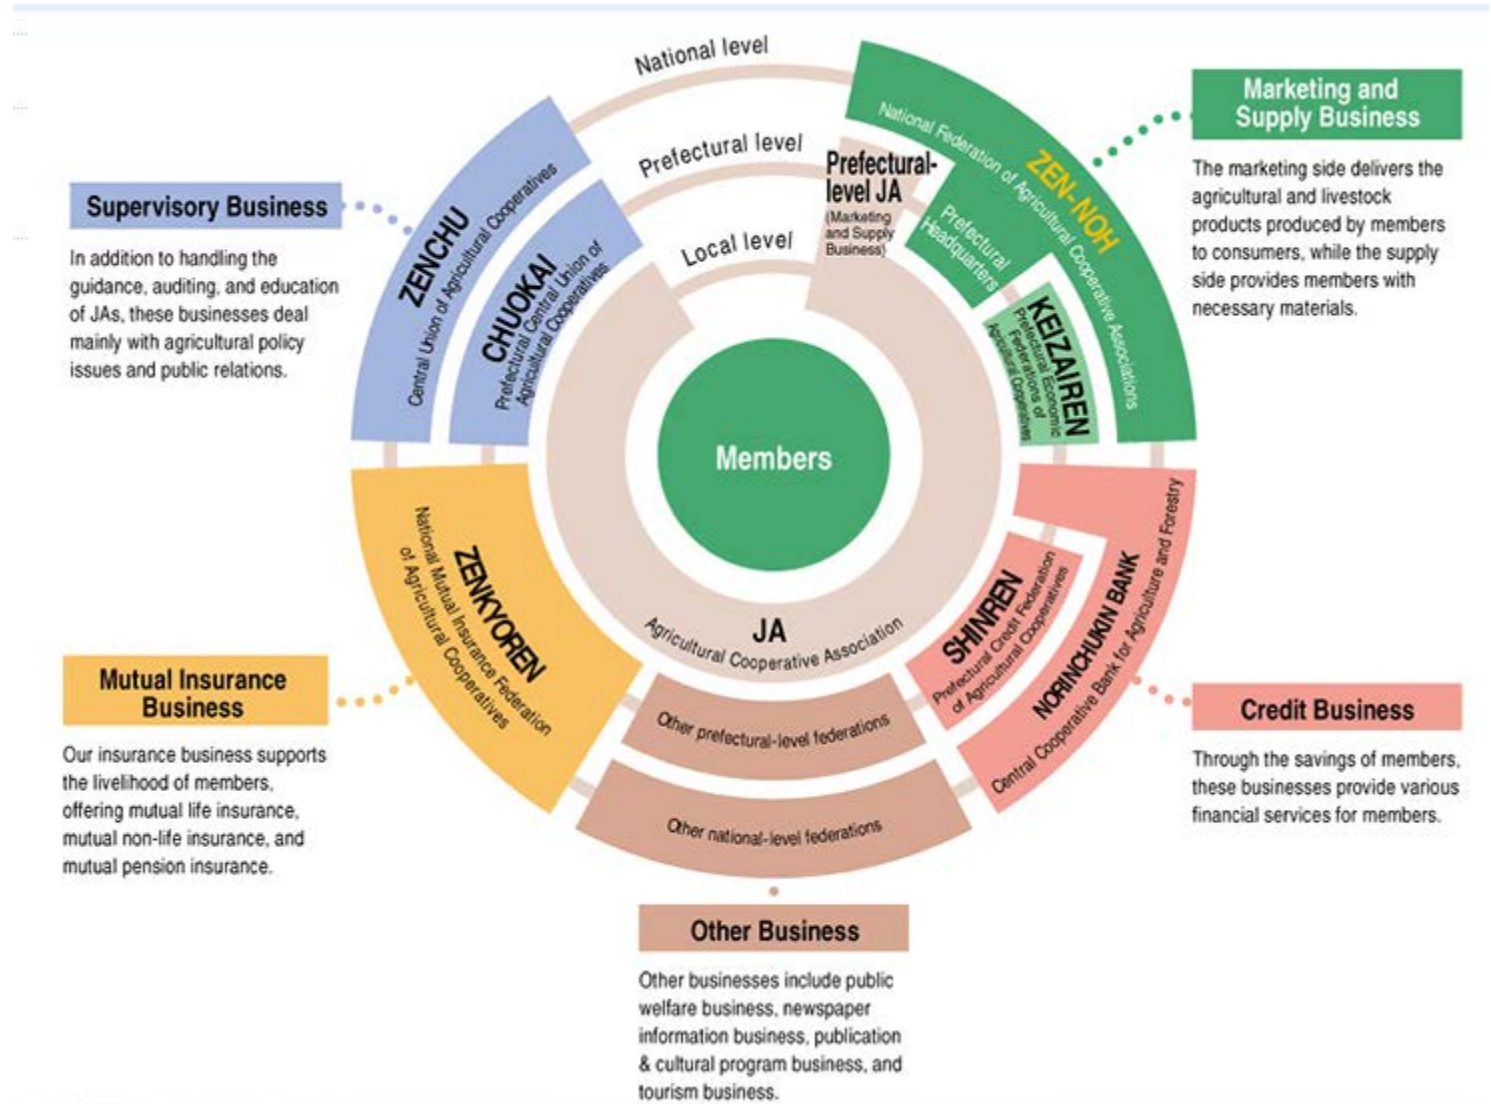 National level
Prefectural level
Local level
Supervisory Business
In addition to handling the
guidance, auditing, and education
of JAs, these businesses deal
mainly with agricultural policy
issues and public relations.
ZENCHU
Central Union of Agricultural Cooperatives
CHUOKAI
Prefectural Central Union of
Agricultural Cooperatives
Prefectural-
level JA
(Marketing
and Supply
Business)
National Federation of Agricultural Cooperative Associations
ZEN-NOH
Prefectural
Headquarters
KEIZAIREN
Prefectural Economic
Federations of
Agricultural Cooperatives
Marketing and
Supply Business
The marketing side delivers the
agricultural and livestock
products produced by members
to consumers, while the supply
side provides members with
necessary materials.
Members
JA
Agricultural Cooperative Association
Mutual Insurance
Business
Our insurance business supports
the livelihood of members,
offering mutual life insurance,
mutual non-life insurance, and
mutual pension insurance.
ZENKYOREN
National Mutual Insurance Federation
of Agricultural Cooperatives
SHINREN
Prefectural Credit Federation
of Agricultural Cooperatives
NORINCHUKIN BANK
Central Cooperative Bank for Agriculture and Forestry
Credit Business
Through the savings of members,
these businesses provide various
financial services for members.
Other prefectural-level federations
Other national-level federations
Other Business
Other businesses include public
welfare business, newspaper
information business, publication
& cultural program business, and
tourism business.